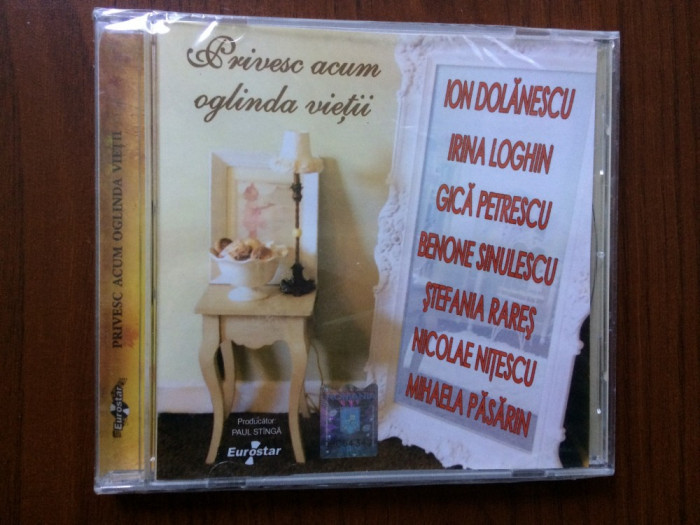 Privesc acum
oglinda vieții
ION DOLĂNESCU
IRINA LOGHIN
GICĂ PETRESCU
BENONE SINULESCU
ȘTEFANIA RAREȘ
NICOLAE NIȚESCU
MIHAELA PĂSĂRIN
Producător
PAUL STÎNGĂ
Eurostar
PRIVESC ACUM OGLINDA VIEȚII
Eurostar